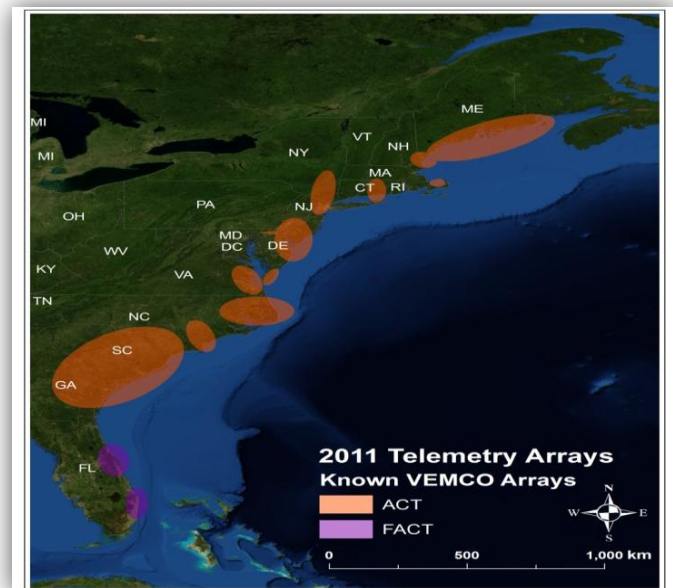 ME
MI
VT
NH
NY
MI
MA
CT RI
PA
NJ
OH
MD
DE
DC
WV
KY
VA
TN
NC
SC
GA
FL
2011 Telemetry Arrays
Known VEMCO Arrays
ACT
FACT
N
W E
S
0 500 1,000 km